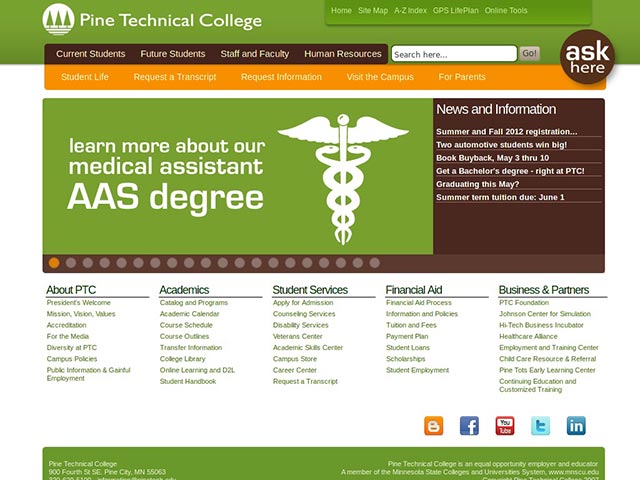 Pine Technical College
Home Site Map A-Z Index GPS LifePlan Online Tools
Current Students Future Students Staff and Faculty Human Resources
Search here...
Go!
ask
here
Student Life Request a Transcript Request Information Visit the Campus For Parents
learn more about our
medical assistant
AAS degree
News and Information
Summer and Fall 2012 registration...
Two automotive students win big!
Book Buyback, May 3 thru 10
Get a Bachelor's degree - right at PTC!
Graduating this May?
Summer term tuition due: June 1
About PTC
President's Welcome
Mission, Vision, Values
Accreditation
For the Media
Diversity at PTC
Campus Policies
Public Information & Gainful
Employment
Academics
Catalog and Programs
Academic Calendar
Course Schedule
Course Outlines
Transfer Information
College Library
Online Learning and D2L
Student Handbook
Student Services
Apply for Admission
Counseling Services
Disability Services
Veterans Center
Academic Skills Center
Campus Store
Career Center
Request a Transcript
Financial Aid
Financial Aid Process
Information and Policies
Tuition and Fees
Payment Plan
Student Loans
Scholarships
Student Employment
Business & Partners
PTC Foundation
Johnson Center for Simulation
Hi-Tech Business Incubator
Healthcare Alliance
Employment and Training Center
Child Care Resource & Referral
Pine Tots Early Learning Center
Continuing Education and
Customized Training
You
Tube
Pine Technical College
900 Fourth St SE. Pine City, MN 55063
Pine Technical College is an equal opportunity employer and educator
A member of the Minnesota State Colleges and Universities System, www.mnscu.edu